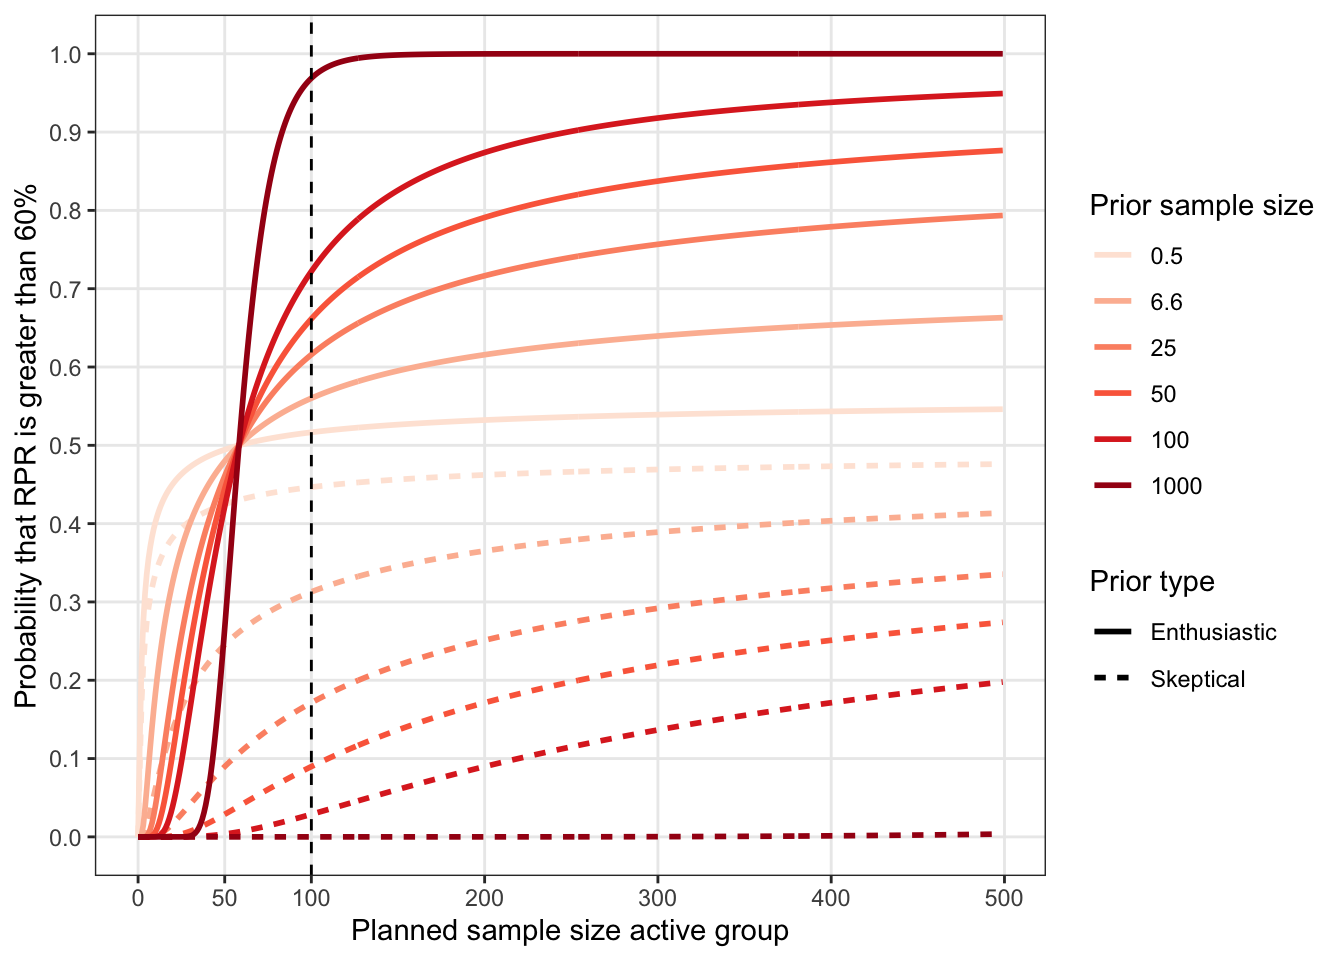 1.0
0.9
0.8
0.7
0.6
0.5
0.4
0.3
0.2
0.1
0.0
Probability that RPR is greater than 60%
0 50 100 200 300 400 500
Planned sample size active group
Prior sample size
0.5
6.6
25
50
100
1000
Prior type
Enthusiastic
Skeptical